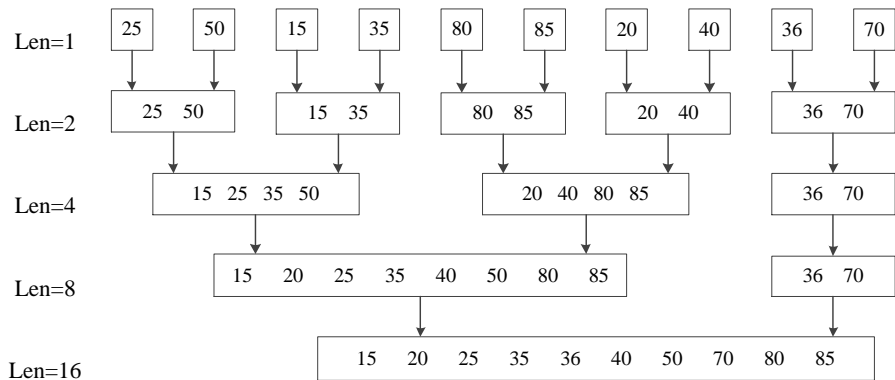 Len=1 25 50 15 35 80 85 20 40 36 70
Len=2 25 50 15 35 80 85 20 40 36 70
Len=4 15 25 35 50 20 40 80 85 36 70
Len=8 15 20 25 35 40 50 80 85 36 70
Len=16 15 20 25 35 36 40 50 70 80 85